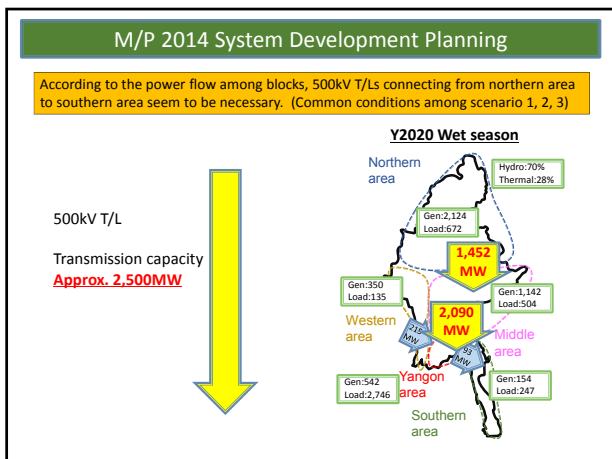 M/P 2014 System Development Planning
According to the power flow among blocks, 500kV T/Ls connecting from northern area
to southern area seem to be necessary.  (Common conditions among scenario 1, 2, 3)
Y2020 Wet season
Northern
area
Hydro:70%
Thermal:28%
500kV T/L
Transmission capacity
Approx. 2,500MW
Gen:2,124
Load:672
1,452
MW
Gen:350
Load:135
Gen:1,142
Load:504
2,090
MW
Western
area
215
MW
93
MW
Middle
area
Gen:542
Load:2,746
Yangon
area
Gen:154
Load:247
Southern
area